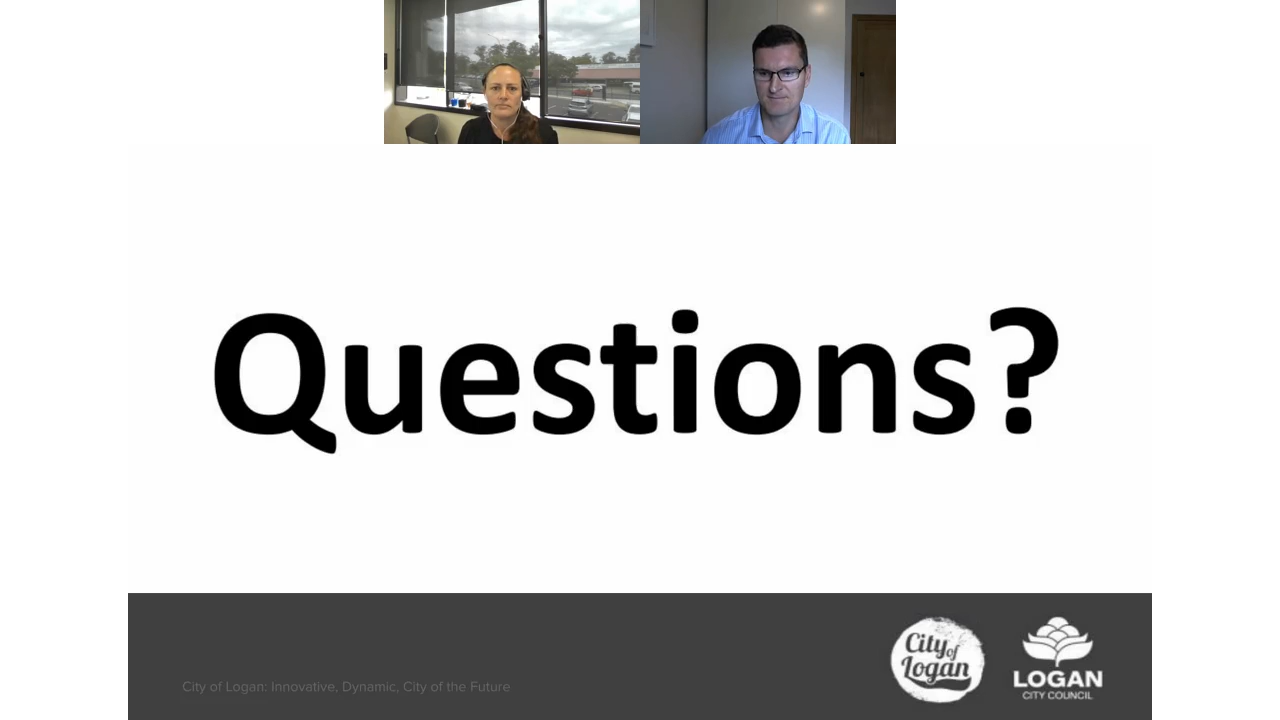 Questions?
City of Logan: Innovative, Dynamic, City of the Future
City of
Logan
LOGAN
CITY COUNCIL